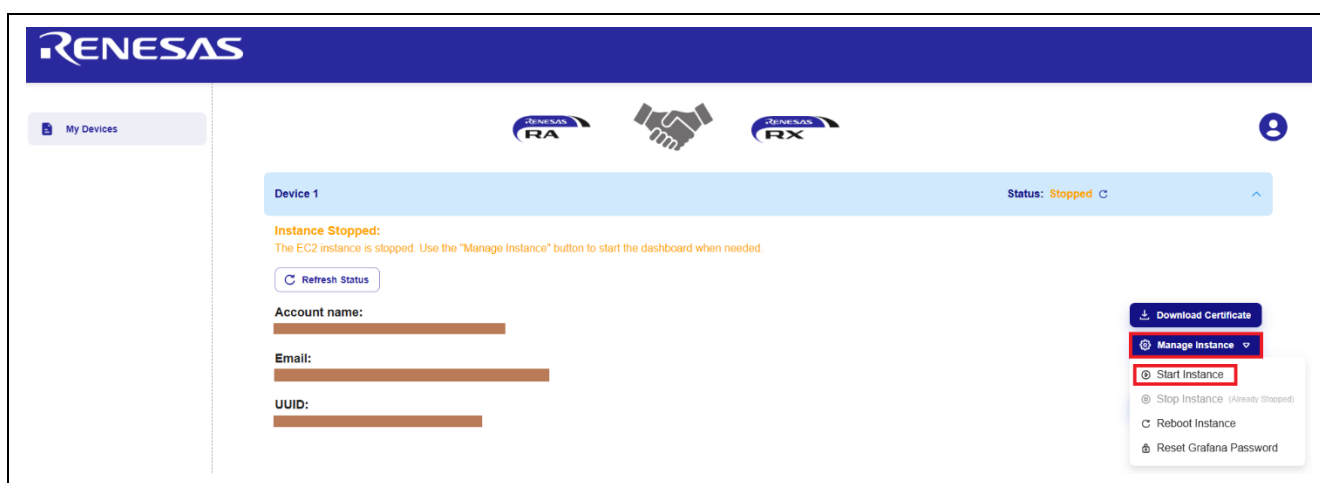 RENESAS
My Devices
RENESAS
RA
RENESAS
RX
Device 1
Status: Stopped
Instance Stopped:
The EC2 instance is stopped. Use the "Manage Instance" button to start the dashboard when needed.
Refresh Status
Account name:
Download Certificate
Manage Instance
Email:
Start Instance
Stop Instance (Already Stopped)
UUID:
Reboot Instance
Reset Grafana Password